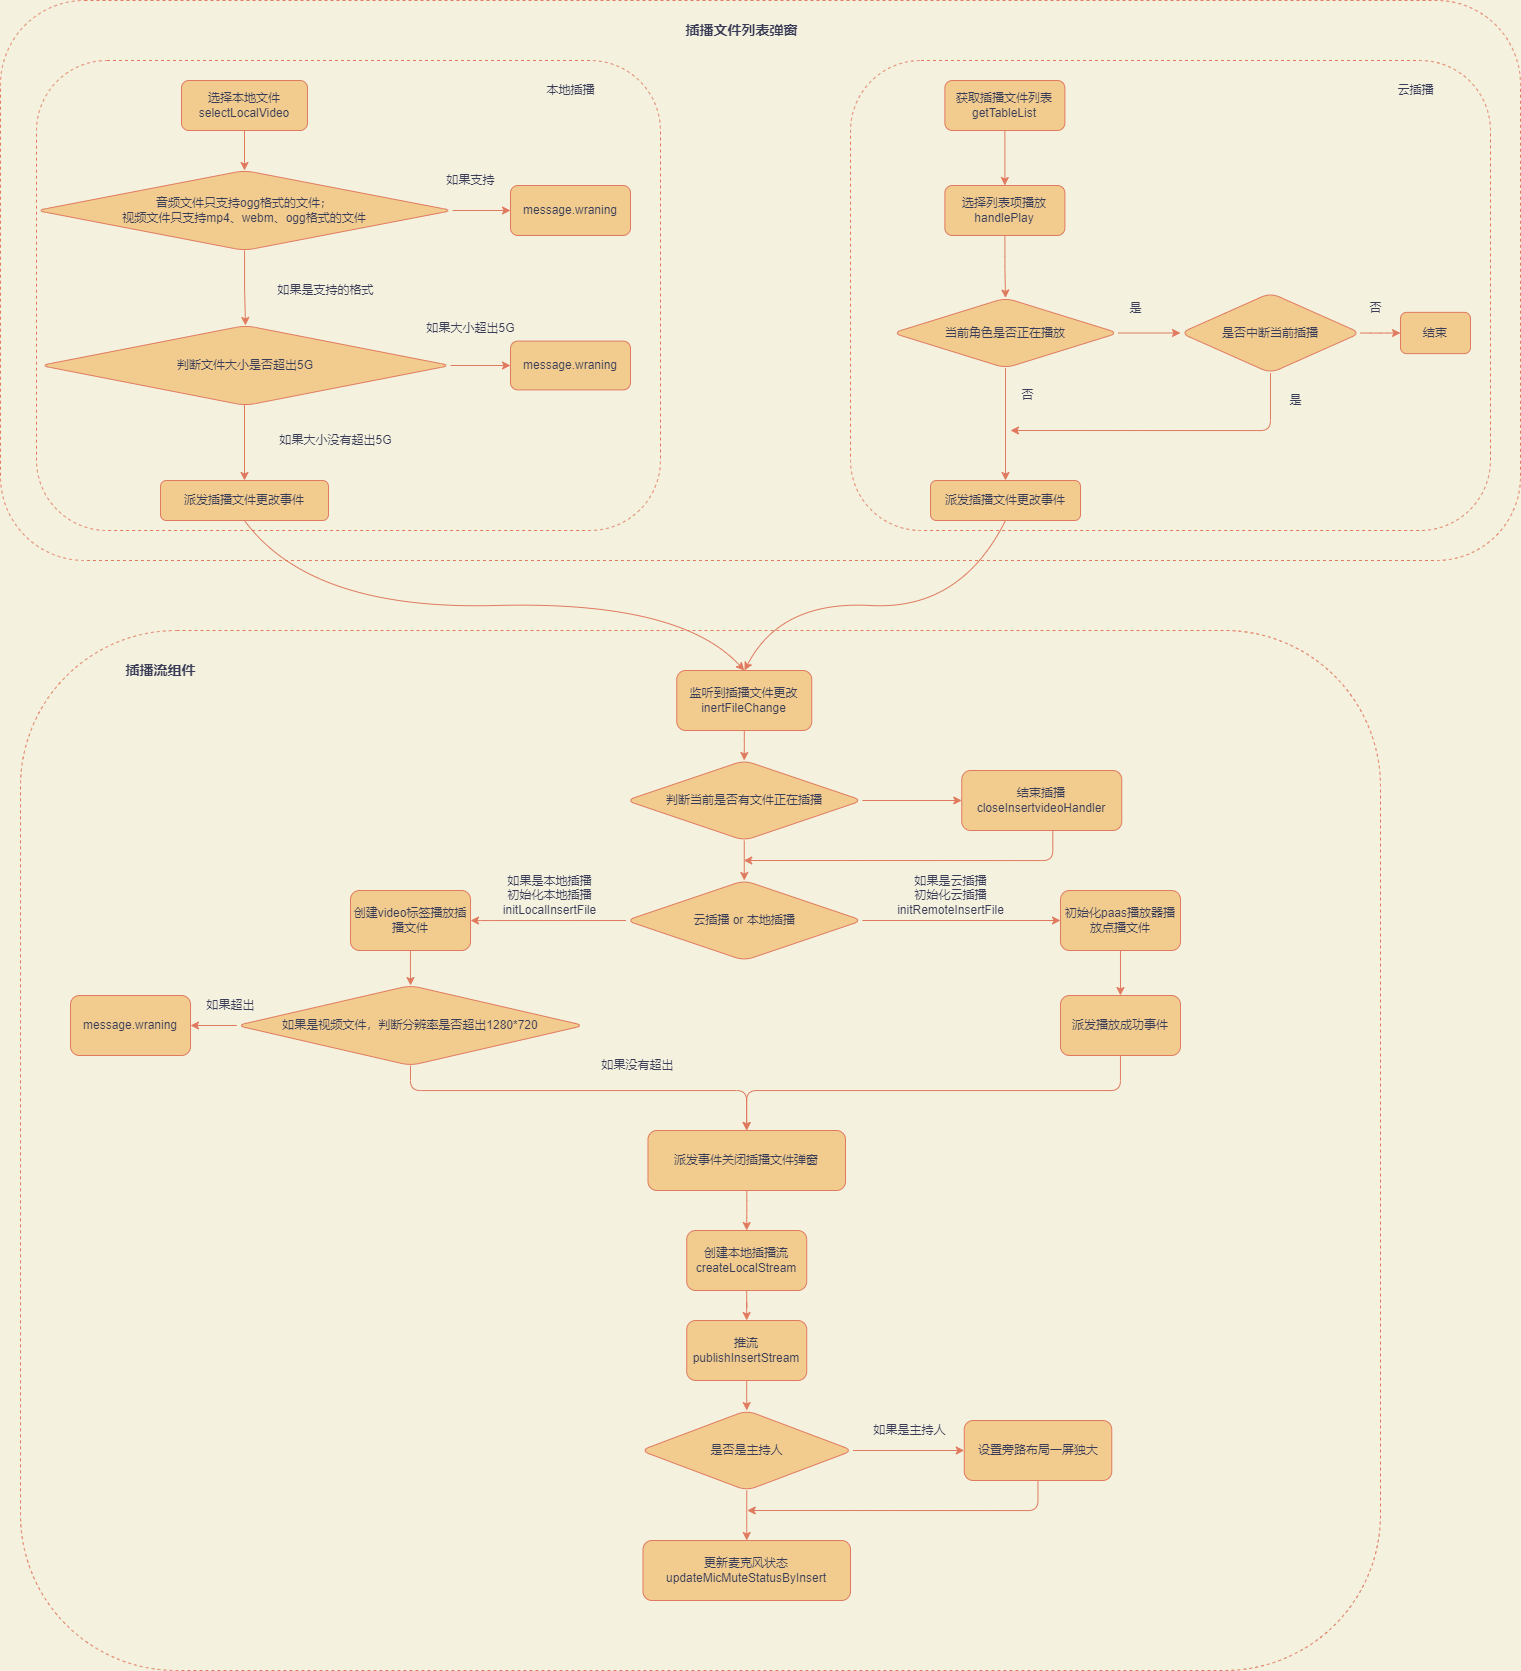 插播文件列表弹窗
本地插播
选择本地文件
selectLocalVideo
音频文件只支持ogg格式的文件；
视频文件只支持mp4、webm、ogg格式的文件
如果支持
message.wraning
如果是支持的格式
判断文件大小是否超出5G
如果大小超出5G
message.wraning
如果大小没有超出5G
派发插播文件更改事件
云插播
获取插播文件列表
getTableList
选择列表项播放
handlePlay
当前角色是否正在播放
是
是否中断当前插播
否
结束
否
是
派发插播文件更改事件
插播流组件
监听到插播文件更改
inertFileChange
判断当前是否有文件正在插播
结束插播
closeInsertvideoHandler
云插播 or 本地插播
如果是本地插播
初始化本地插播
initLocalInsertFile
如果是云插播
初始化云插播
initRemoteInsertFile
创建video标签播放插
播文件
初始化paas播放器播
放点播文件
如果是视频文件，判断分辨率是否超出1280*720
如果超出
message.wraning
派发播放成功事件
如果没有超出
派发事件关闭插播文件弹窗
创建本地插播流
createLocalStream
推流
publishInsertStream
是否是主持人
如果是主持人
设置旁路布局一屏独大
更新麦克风状态
updateMicMuteStatusByInsert